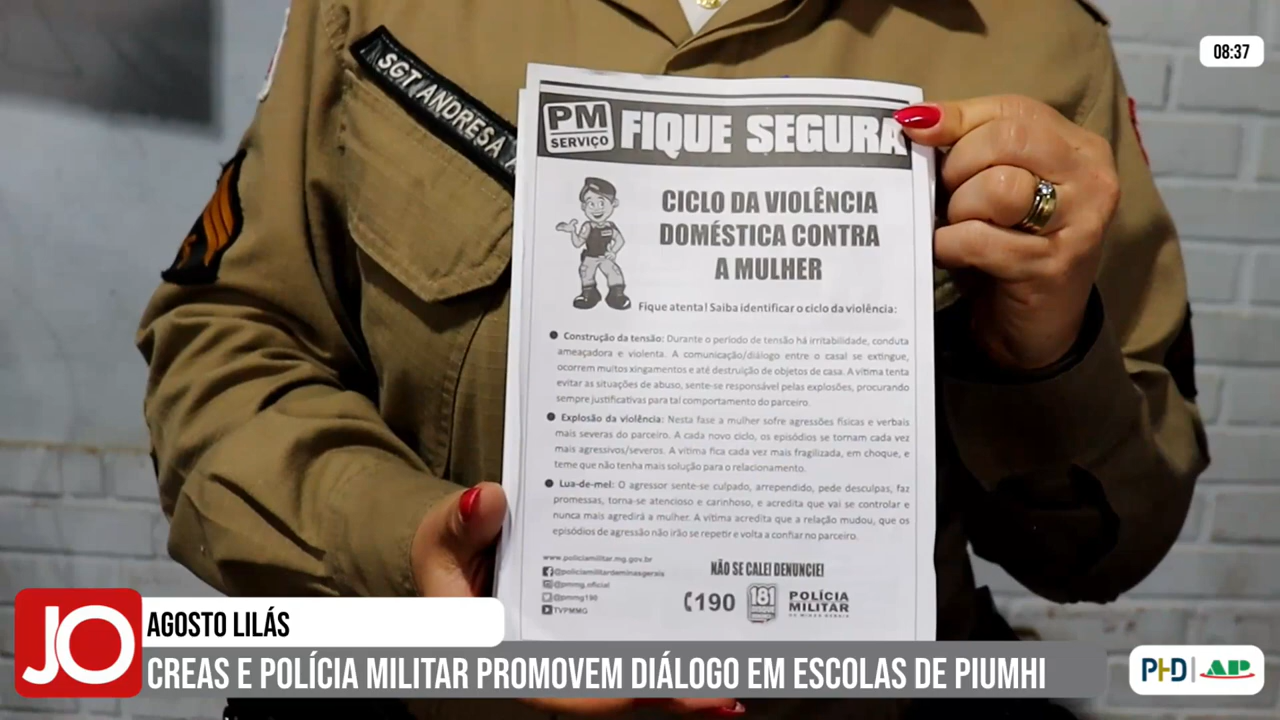 08:37
SGT ANDRESA
PM
SERVIÇO
FIQUE SEGURA
CICLO DA VIOLÊNCIA
DOMÉSTICA CONTRA
A MULHER
Fique atenta! Saiba identificar o ciclo da violência:
Construção da tensão: Durante o período de tensão há irritabilidade, conduta
ameaçadora e violenta. A comunicação/diálogo entre o casal se extingue,
ocorrem muitos xingamentos e até destruição de objetos de casa. A vítima tenta
evitar as situações de abuso, sente-se responsável pelas explosões, procurando
sempre justificativas para tal comportamento do parceiro.
Explosão da violência: Nesta fase a mulher sofre agressões físicas e verbais
mais severas do parceiro. A cada novo ciclo, os episódios se tornam cada vez
mais agressivos/severos. A vítima fica cada vez mais fragilizada, em choque, e
teme que não tenha mais solução para o relacionamento.
Lua-de-mel: O agressor sente-se culpado, arrependido, pede desculpas, faz
promessas, torna-se atencioso e carinhoso, e acredita que vai se controlar e
nunca mais agredirá a mulher. A vítima acredita que a relação mudou, que os
episódios de agressão não irão se repetir e volta a confiar no parceiro.
www.policiamilitar.mg.gov.br
@policiamilitardeminasgerais
@pmmg.oficial
@pmmg190
TVPMMG
NÃO SE CALE! DENUNCIE!
190
181
POLÍCIA
MILITAR
DE MINAS GERAIS
JO
AGOSTO LILÁS
CREAS E POLÍCIA MILITAR PROMOVEM DIÁLOGO EM ESCOLAS DE PIUMHI
PHD AP